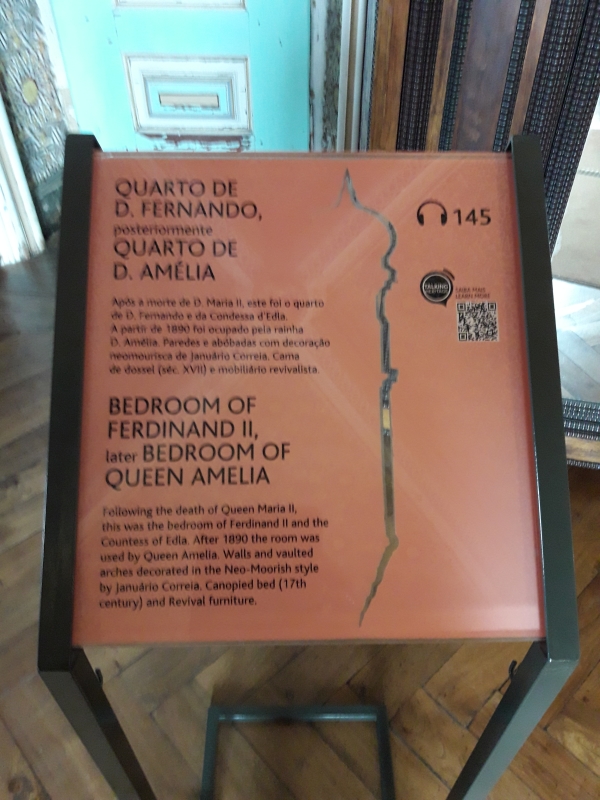 QUARTO DE
D. FERNANDO,
posteriormente
QUARTO DE
D. AMÉLIA
Após a morte de D. Maria II, este foi o quarto
de D. Fernando e da Condessa d'Edla.
A partir de 1890 foi ocupado pela rainha
D. Amélia. Paredes e abóbadas com decoração
neomourisca de Januário Correia. Cama
de dossel (séc. XVII) e mobiliário revivalista.
BEDROOM OF
FERDINAND II,
later BEDROOM OF
QUEEN AMELIA
Following the death of Queen Maria II,
this was the bedroom of Ferdinand II and the
Countess of Edla. After 1890 the room was
used by Queen Amelia. Walls and vaulted
arches decorated in the Neo-Moorish style
by Januário Correia. Canopied bed (17th
century) and Revival furniture.
145
TALKING
SAIBA MAIS
LEARN MORE